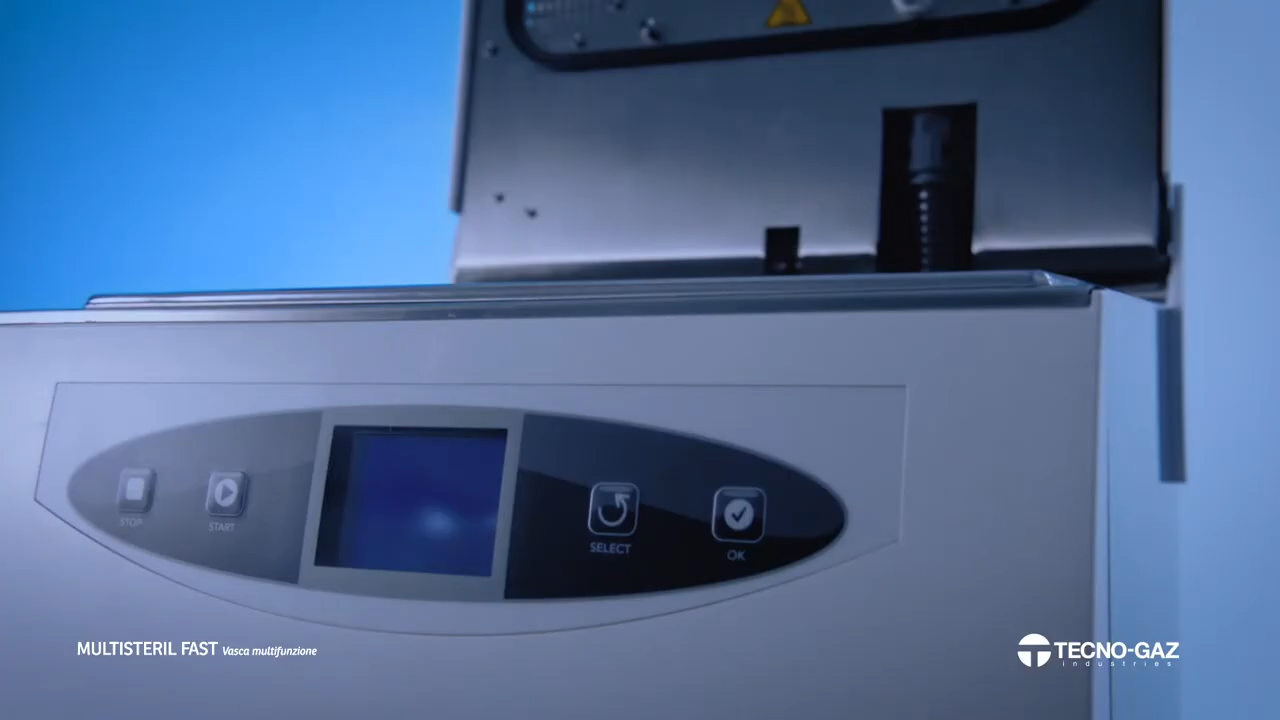 STOP
START
SELECT
OK
MULTISTERIL FAST Vasca multifunzione
TECNO-GAZ
industries